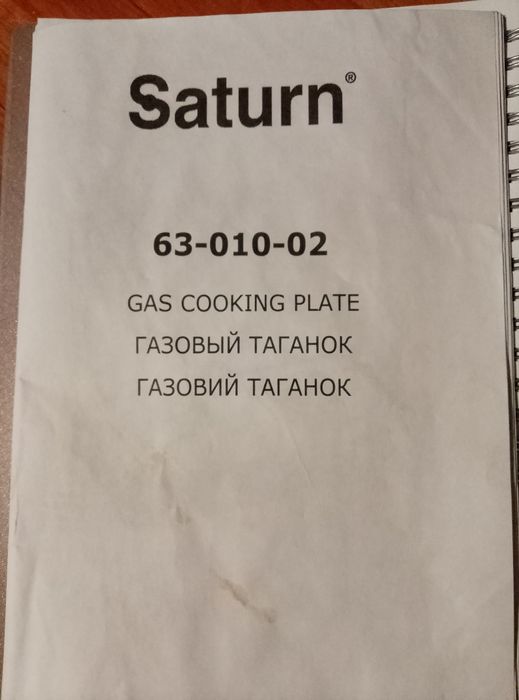 Saturn®
63-010-02
GAS COOKING PLATE
ГАЗОВЫЙ ТАГАНОК
ГАЗОВИЙ ТАГАНОК